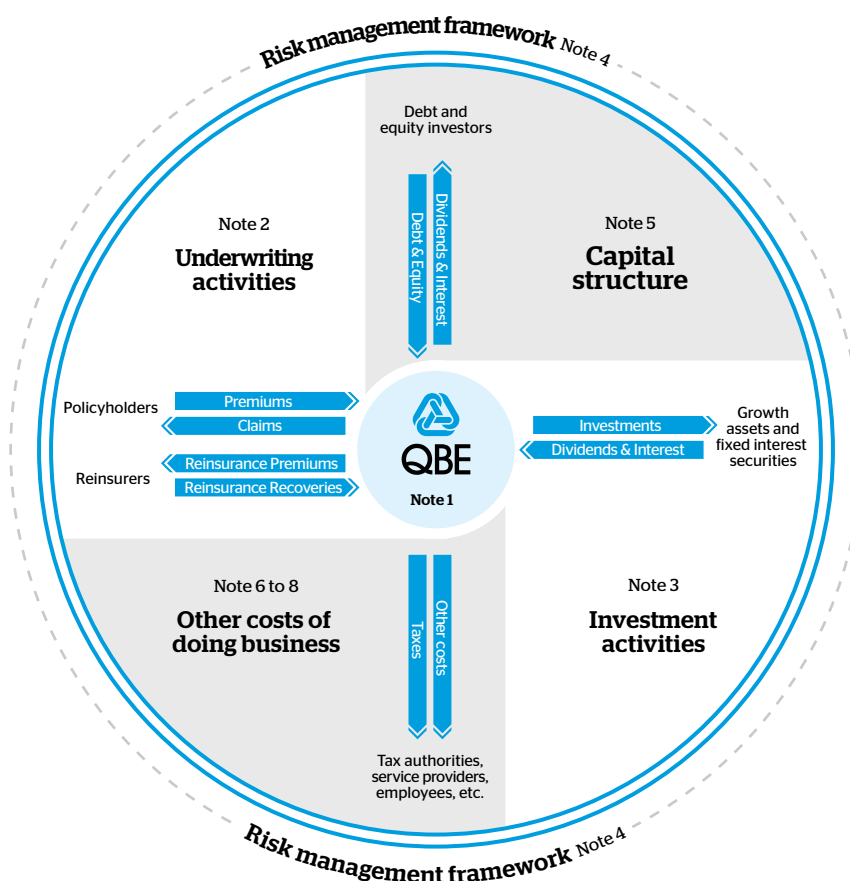 Risk management framework Note 4
Debt and
equity investors
Debt & Equity
Dividends & Interest
Note 2
Underwriting
activities
Note 5
Capital
structure
Policyholders
Premiums
Claims
Reinsurers
Reinsurance Premiums
Reinsurance Recoveries
QBE
Note 1
Investments
Dividends & Interest
Growth
assets and
fixed interest
securities
Note 6 to 8
Other costs of
doing business
Taxes
Other costs
Note 3
Investment
activities
Tax authorities,
service providers,
employees, etc.
Risk management framework Note 4